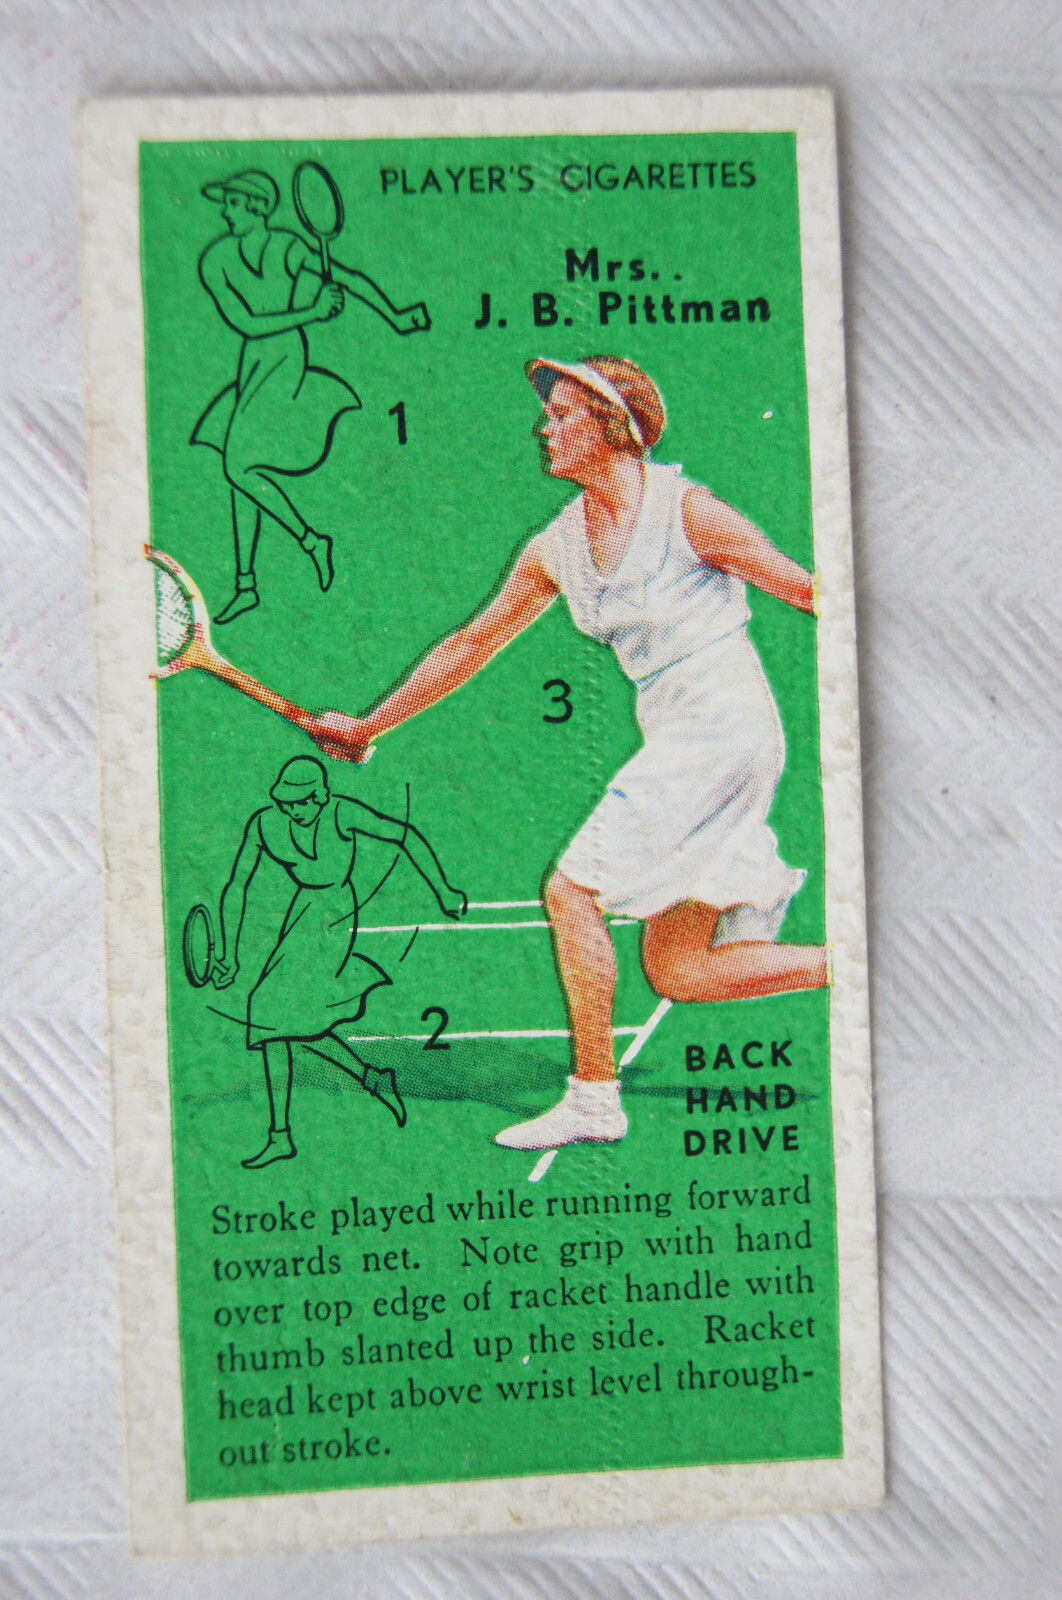 PLAYER'S CIGARETTES
Mrs..
J. B. Pittman
1
3
2
BACK
HAND
DRIVE
Stroke played while running forward
towards net. Note grip with hand
over top edge of racket handle with
thumb slanted up the side. Racket
head kept above wrist level through-
out stroke.